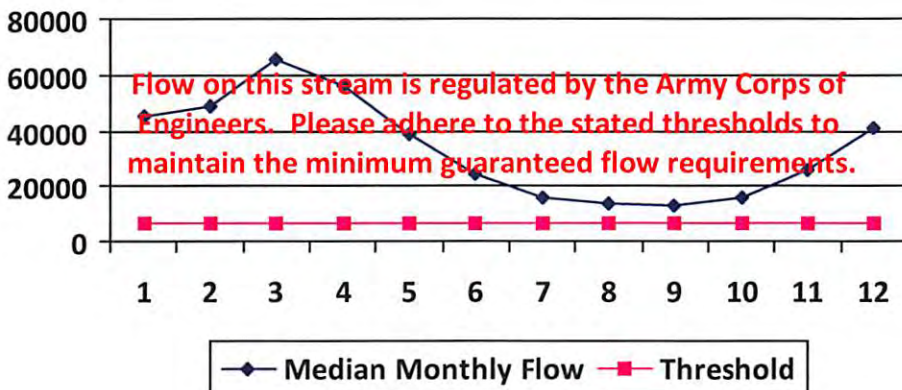 80000
60000
40000
20000
0
Flow on this stream is regulated by the Army Corps of
Engineers. Please adhere to the stated thresholds to
maintain the minimum guaranteed flow requirements.
1 2 3 4 5 6 7 8 9 10 11 12
Median Monthly Flow Threshold